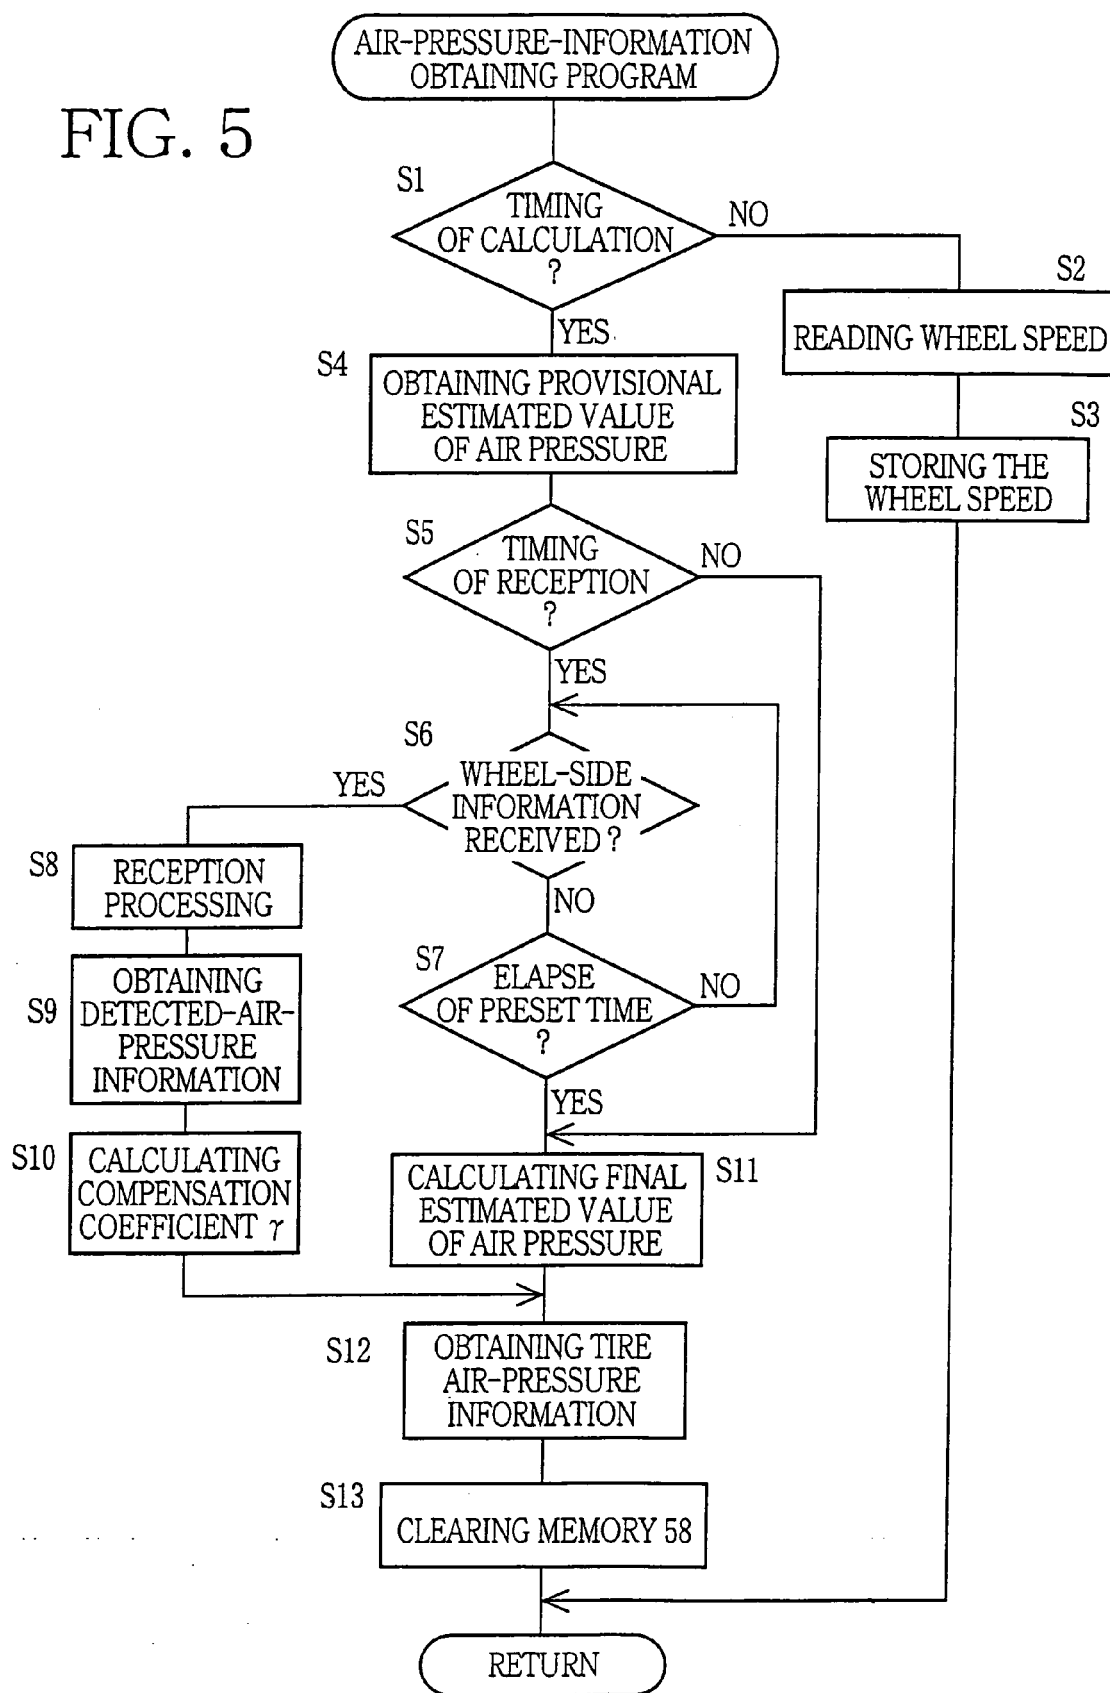 AIR-PRESSURE-INFORMATION
OBTAINING PROGRAM
FIG. 5
S1
TIMING
OF CALCULATION
?
NO
YES
S2
READING WHEEL SPEED
S3
STORING THE
WHEEL SPEED
S4
OBTAINING PROVISIONAL
ESTIMATED VALUE
OF AIR PRESSURE
S5
TIMING
OF RECEPTION
?
NO
YES
S6
WHEEL-SIDE
INFORMATION
RECEIVED ?
YES
NO
S8
RECEPTION
PROCESSING
S7
ELAPSE
OF PRESET TIME
?
NO
YES
S9
OBTAINING
DETECTED-AIR-
PRESSURE
INFORMATION
S10
CALCULATING
COMPENSATION
COEFFICIENT γ
S11
CALCULATING FINAL
ESTIMATED VALUE
OF AIR PRESSURE
S12
OBTAINING TIRE
AIR-PRESSURE
INFORMATION
S13
CLEARING MEMORY 58
RETURN